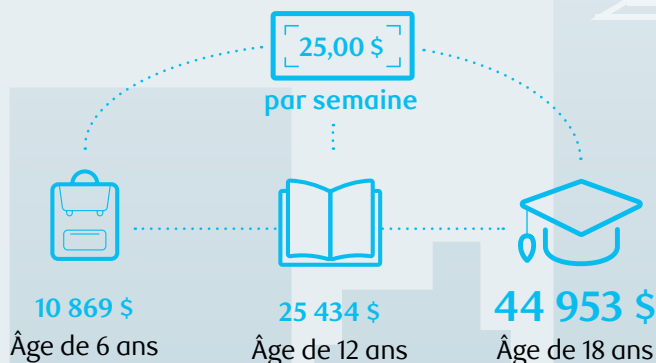 25,00 $
par semaine
10 869 $
Âge de 6 ans
25 434 $
Âge de 12 ans
44 953 $
Âge de 18 ans